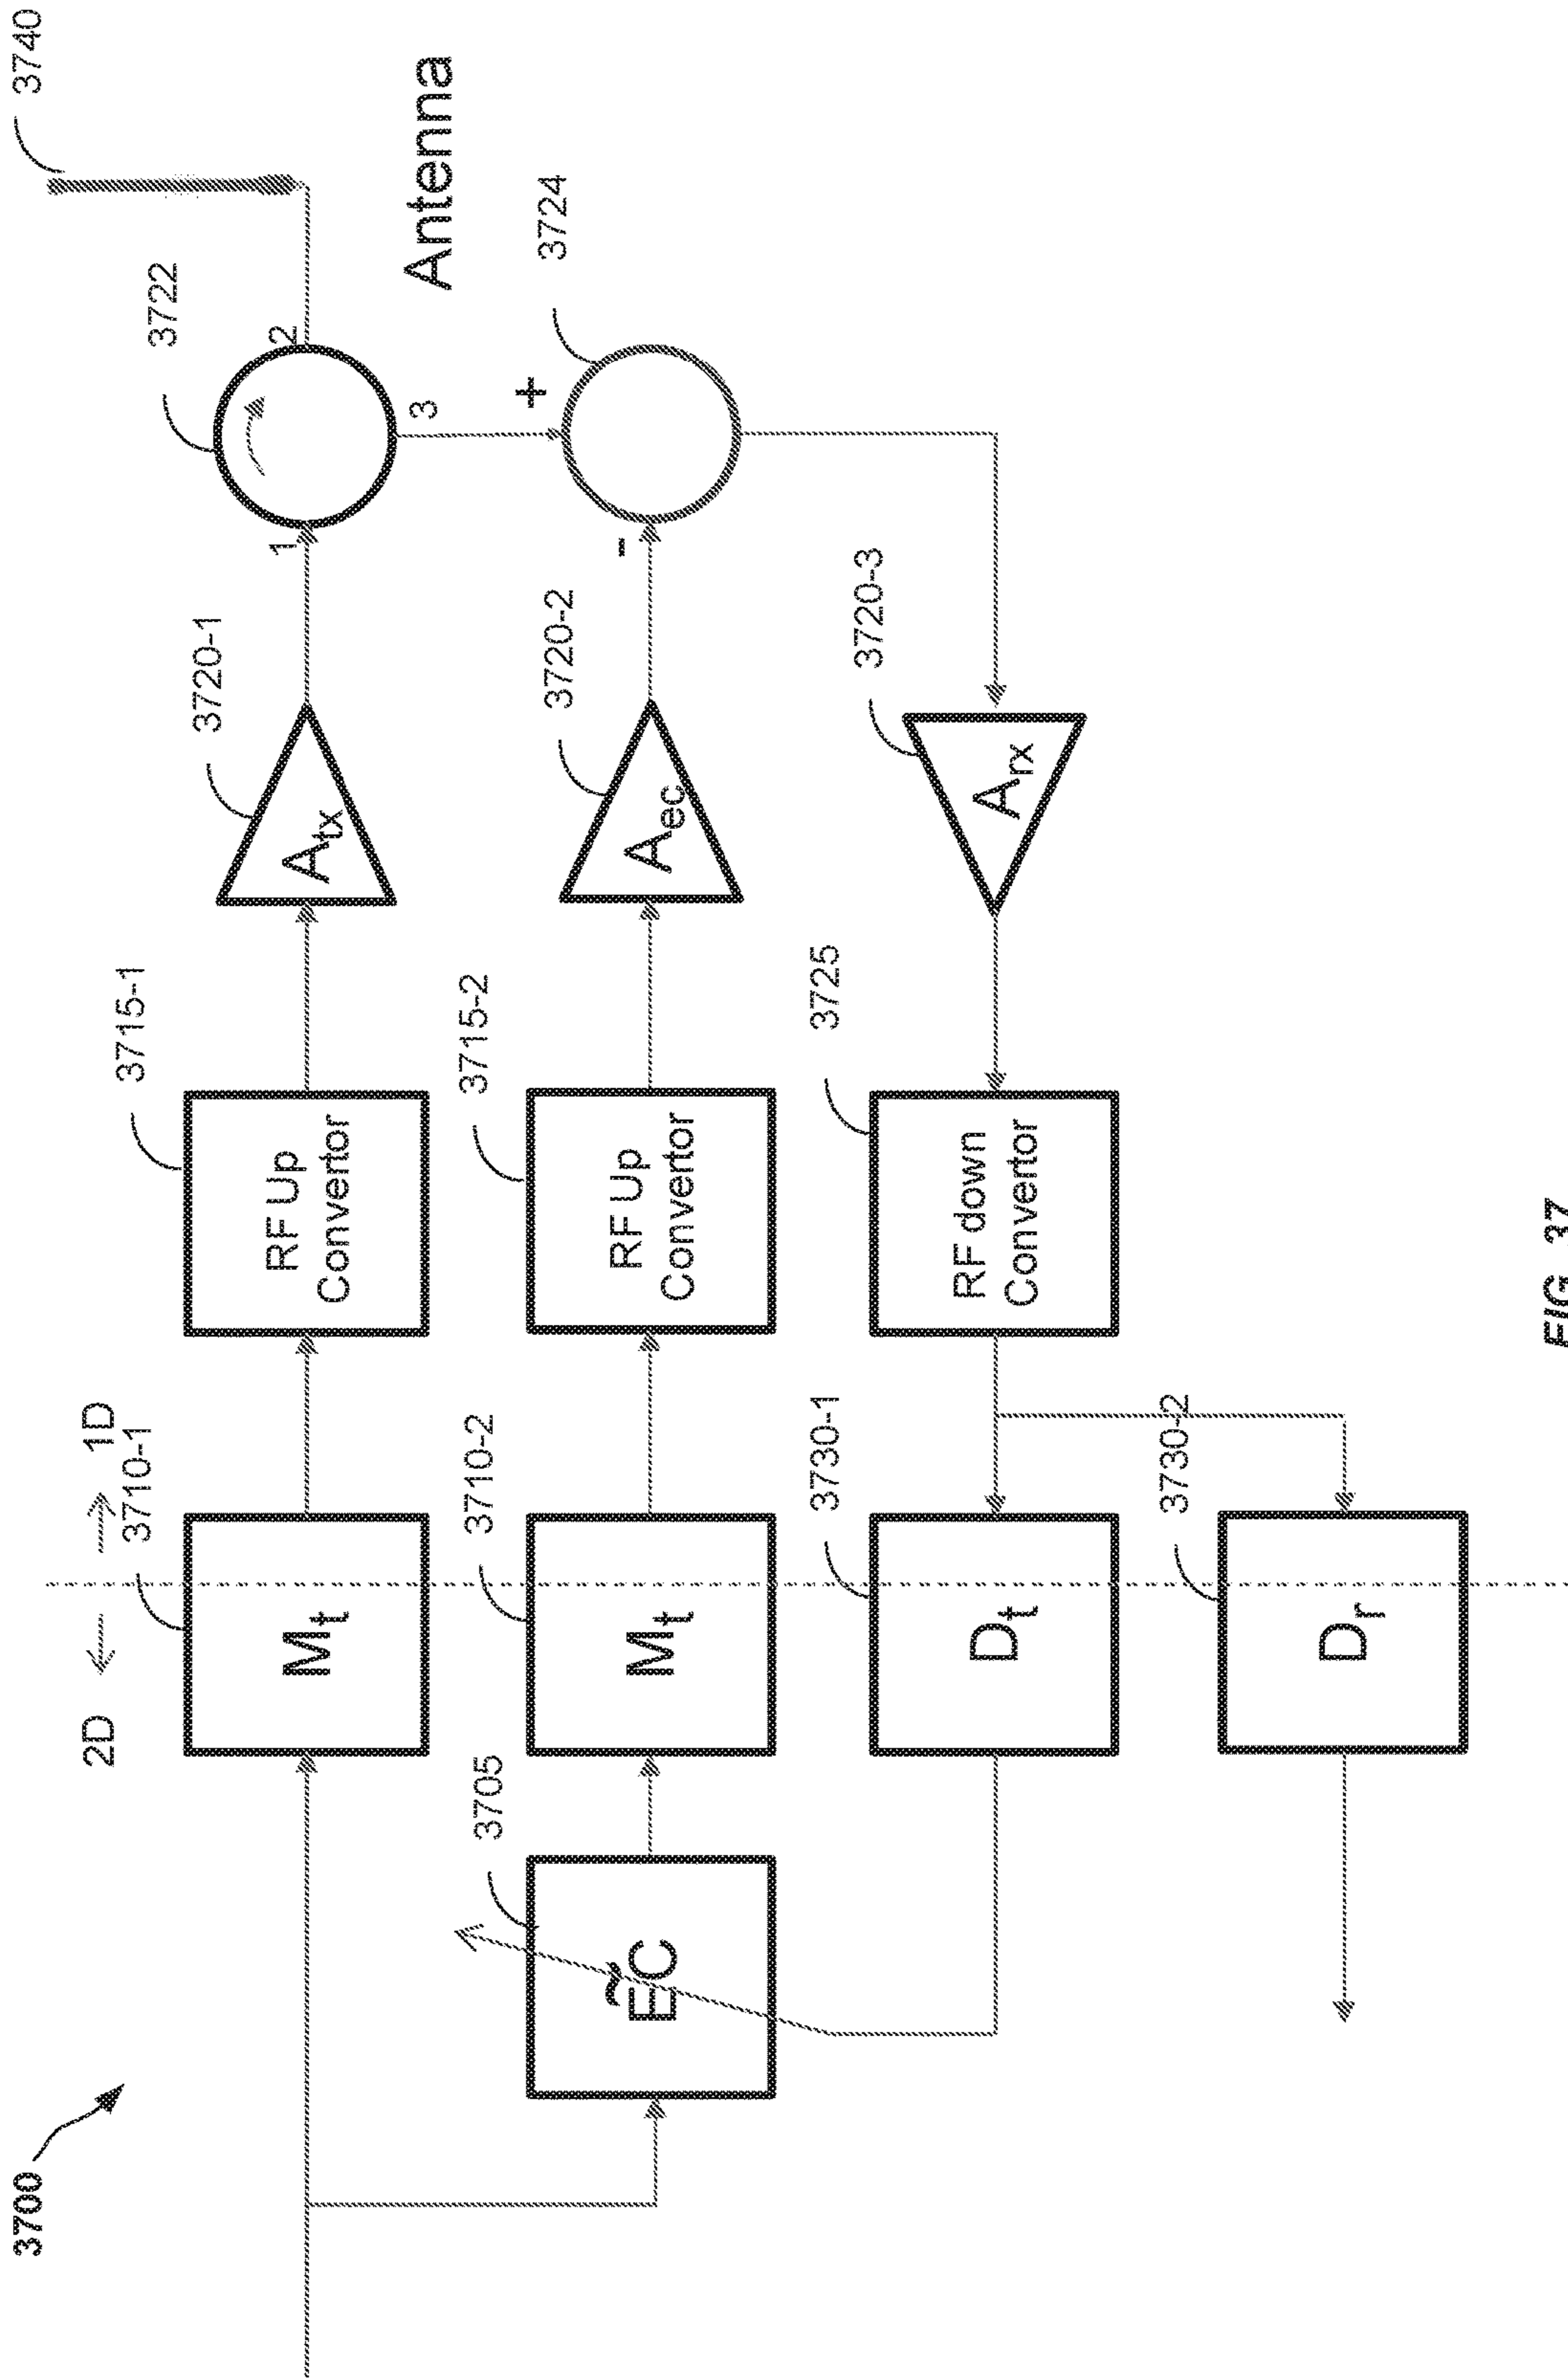 3700
2D
1D
3710-1
Mt
3715-1
RF Up
Convertor
3720-1
Atx
3722
1
2
3
3740
Antenna
3705
ẼC
3710-2
Mt
3715-2
RF Up
Convertor
3720-2
Aec
-
+
3724
3730-1
Dt
3725
RF down
Convertor
3720-3
Arx
3730-2
Dr
FIG. 37